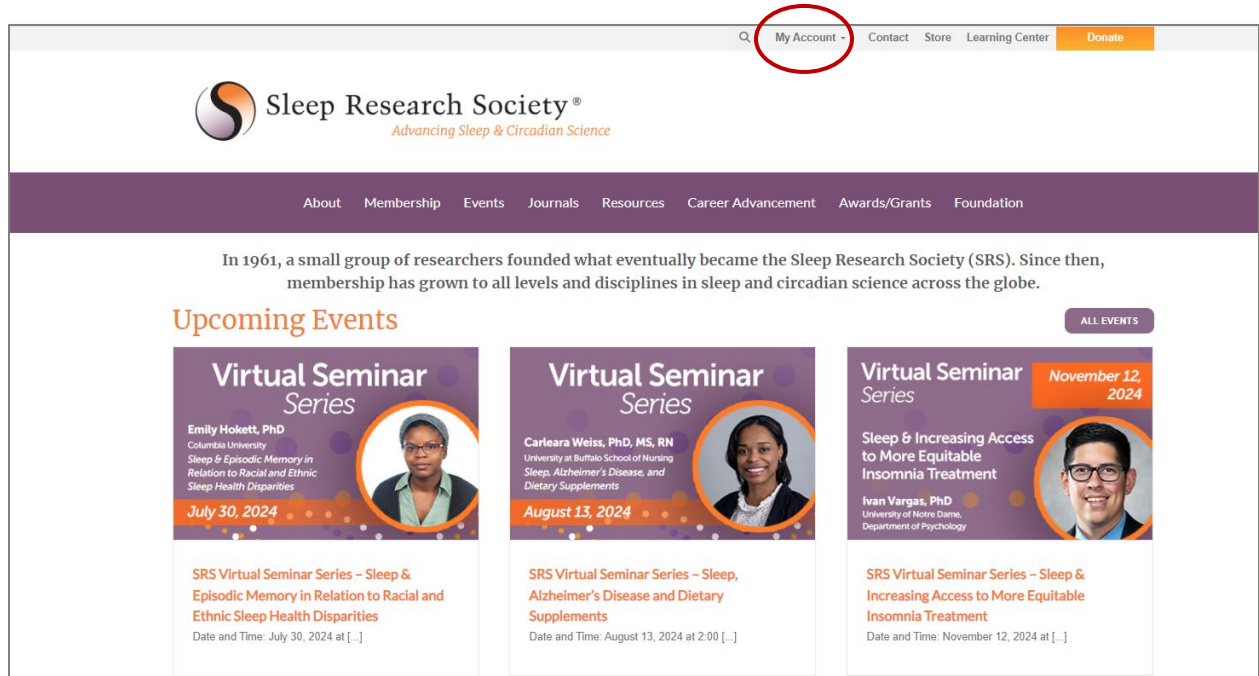 My Account Contact Store Learning Center Donate
Sleep Research Society®
Advancing Sleep & Circadian Science
About Membership Events Journals Resources Career Advancement Awards/Grants Foundation
In 1961, a small group of researchers founded what eventually became the Sleep Research Society (SRS). Since then,
membership has grown to all levels and disciplines in sleep and circadian science across the globe.
Upcoming Events
ALL EVENTS
Virtual Seminar
Series
Emily Hokett, PhD
Columbia University
Sleep & Episodic Memory in
Relation to Racial and Ethnic
Sleep Health Disparities
July 30, 2024
SRS Virtual Seminar Series – Sleep &
Episodic Memory in Relation to Racial and
Ethnic Sleep Health Disparities
Date and Time: July 30, 2024 at [...]
Virtual Seminar
Series
Carleara Weiss, PhD, MS, RN
University at Buffalo School of Nursing
Sleep, Alzheimer's Disease, and
Dietary Supplements
August 13, 2024
SRS Virtual Seminar Series – Sleep,
Alzheimer's Disease and Dietary
Supplements
Date and Time: August 13, 2024 at 2:00 [...]
Virtual Seminar
Series
November 12,
2024
Sleep & Increasing Access
to More Equitable
Insomnia Treatment
Ivan Vargas, PhD
University of Notre Dame,
Department of Psychology
SRS Virtual Seminar Series – Sleep &
Increasing Access to More Equitable
Insomnia Treatment
Date and Time: November 12, 2024 at [...]